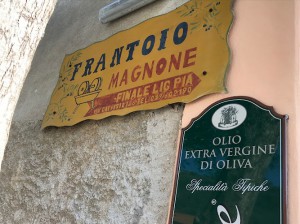 FRANTOIO
MAGNONE
FINALE LIG. PIA
OLIO
EXTRA VERGINE
DI OLIVA
Specialità Tipiche